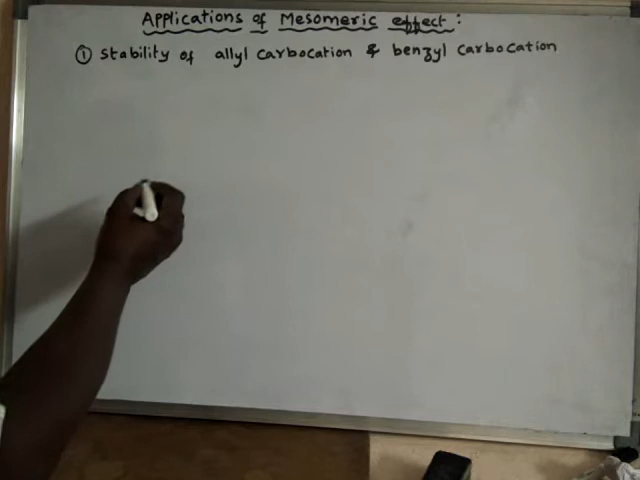 Applications of Mesomeric effect :
① Stability of allyl carbocation & benzyl carbocation